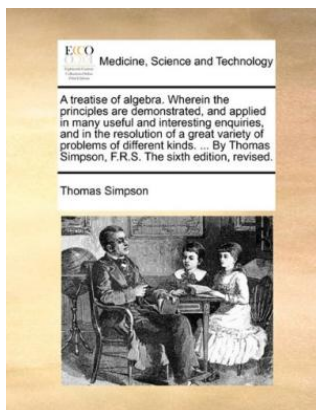 ECCO
Medicine, Science and Technology
A treatise of algebra. Wherein the
principles are demonstrated, and applied
in many useful and interesting enquiries,
and in the resolution of a great variety of
problems of different kinds. ... By Thomas
Simpson, F.R.S. The sixth edition, revised.
Thomas Simpson